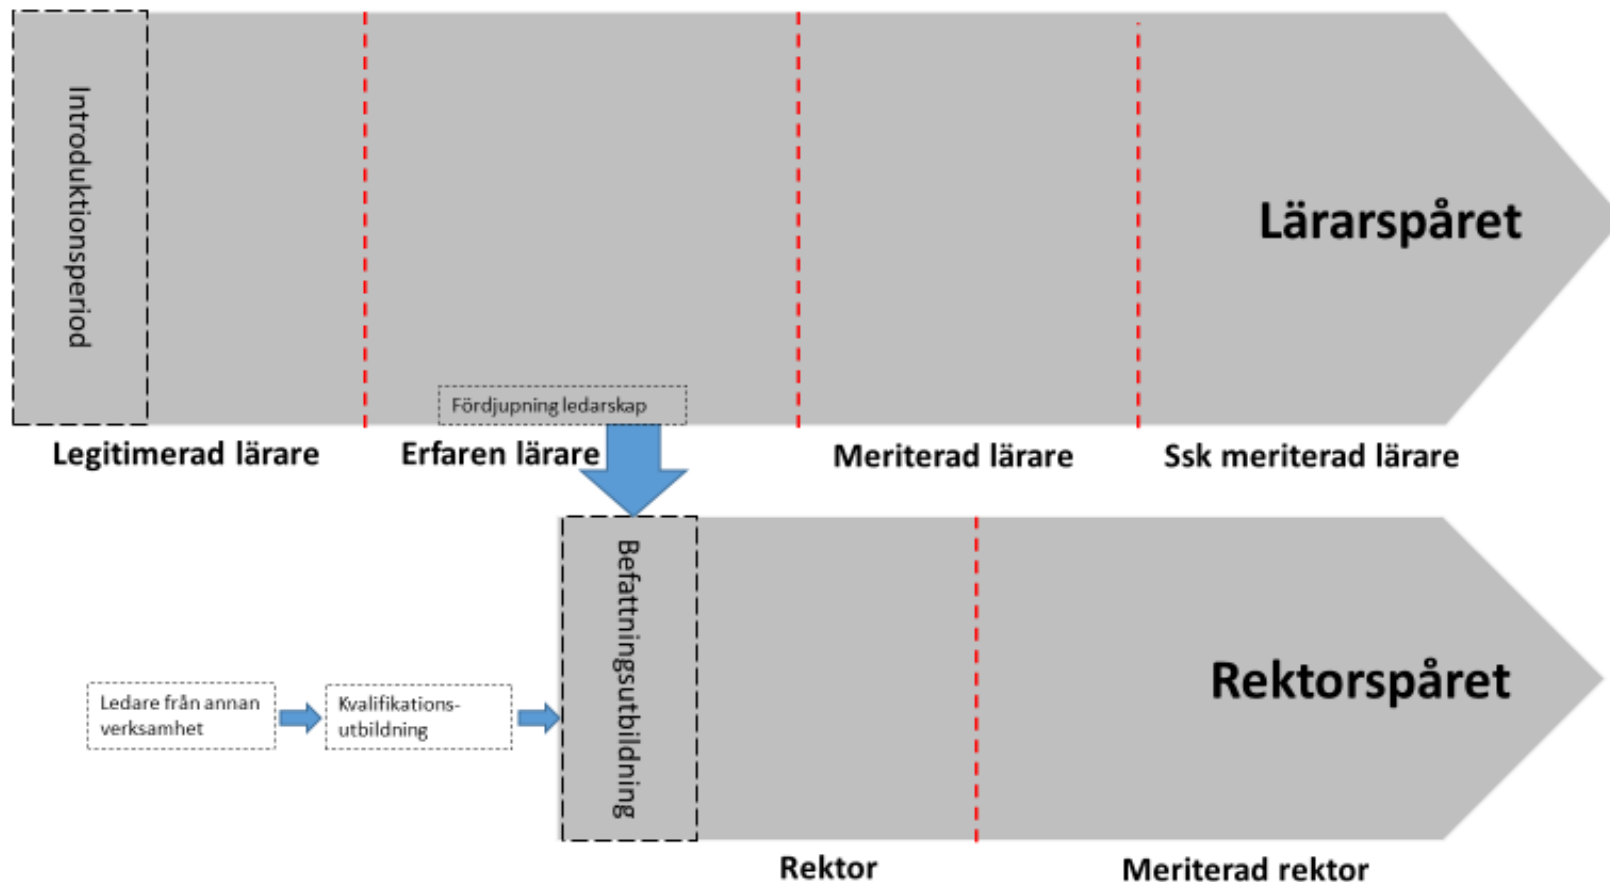 Introduktionsperiod
Lärarspåret
Fördjupning ledarskap
Legitimerad lärare
Erfaren lärare
Meriterad lärare
Ssk meriterad lärare
Befattningsutbildning
Rektorspåret
Ledare från annan
verksamhet
Kvalifikations-
utbildning
Rektor
Meriterad rektor